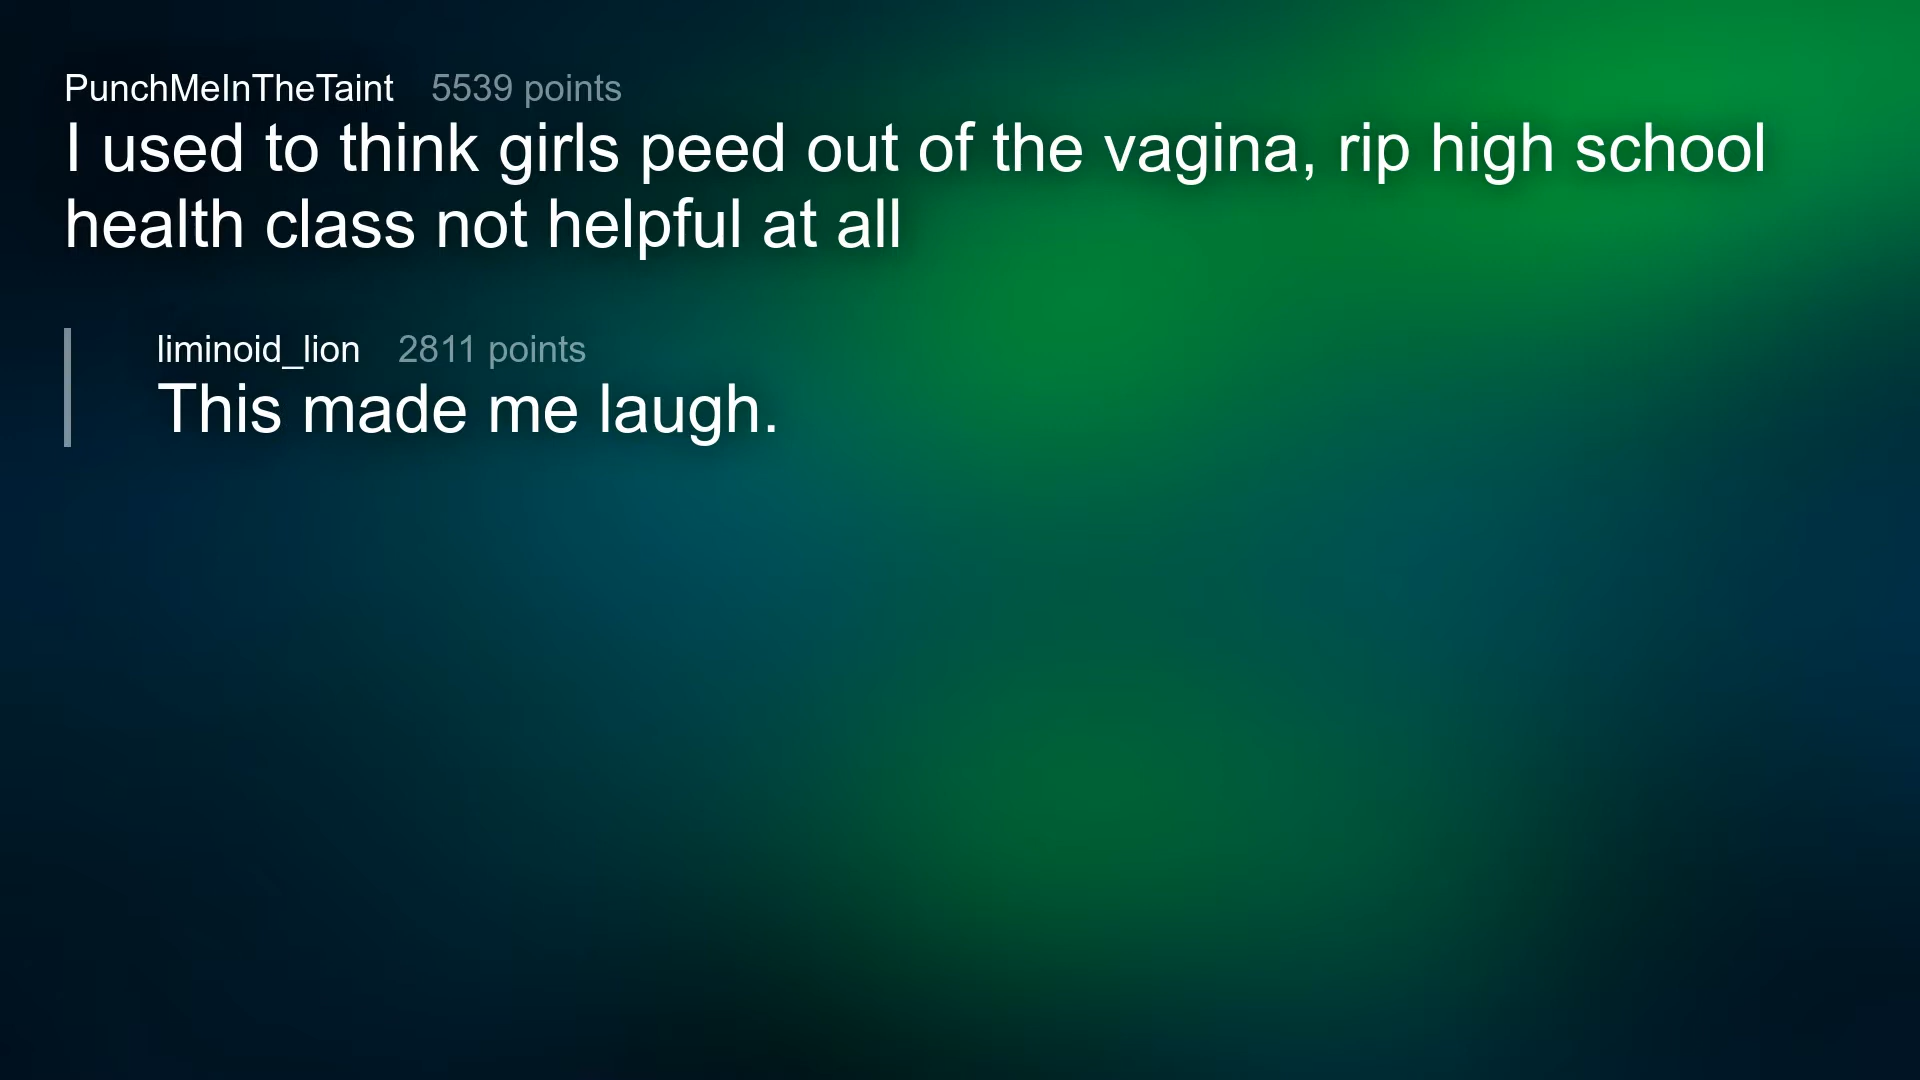 PunchMeInTheTaint 5539 points
I used to think girls peed out of the vagina, rip high school
health class not helpful at all
liminoid_lion 2811 points
This made me laugh.